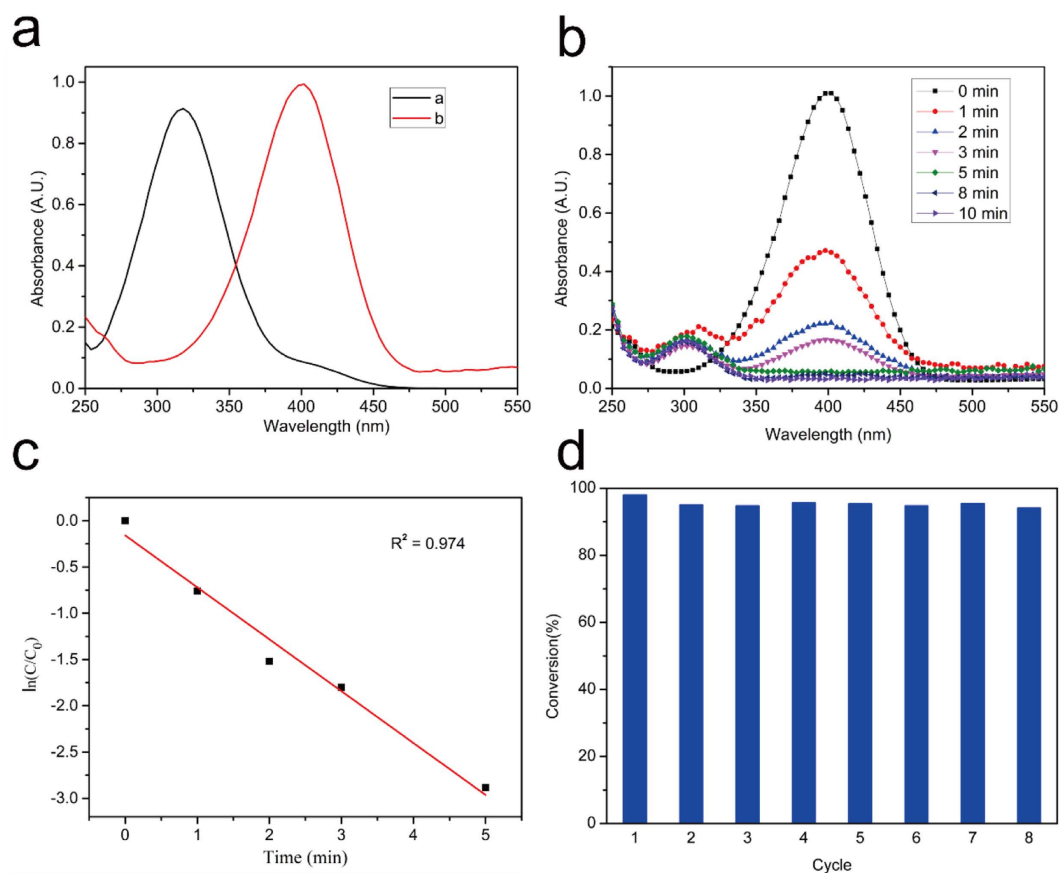 a
1.0
0.8
0.6
0.4
0.2
0.0
Absorbance (A.U.)
250 300 350 400 450 500 550
Wavelength (nm)
a
b
b
1.0
0.8
0.6
0.4
0.2
0.0
Absorbance (A.U.)
250 300 350 400 450 500 550
Wavelength (nm)
0 min
1 min
2 min
3 min
5 min
8 min
10 min
c
0.0
-0.5
-1.0
-1.5
-2.0
-2.5
-3.0
ln(C/C₀)
0 1 2 3 4 5
Time (min)
R² = 0.974
d
100
80
60
40
20
0
Conversion(%)
1 2 3 4 5 6 7 8
Cycle